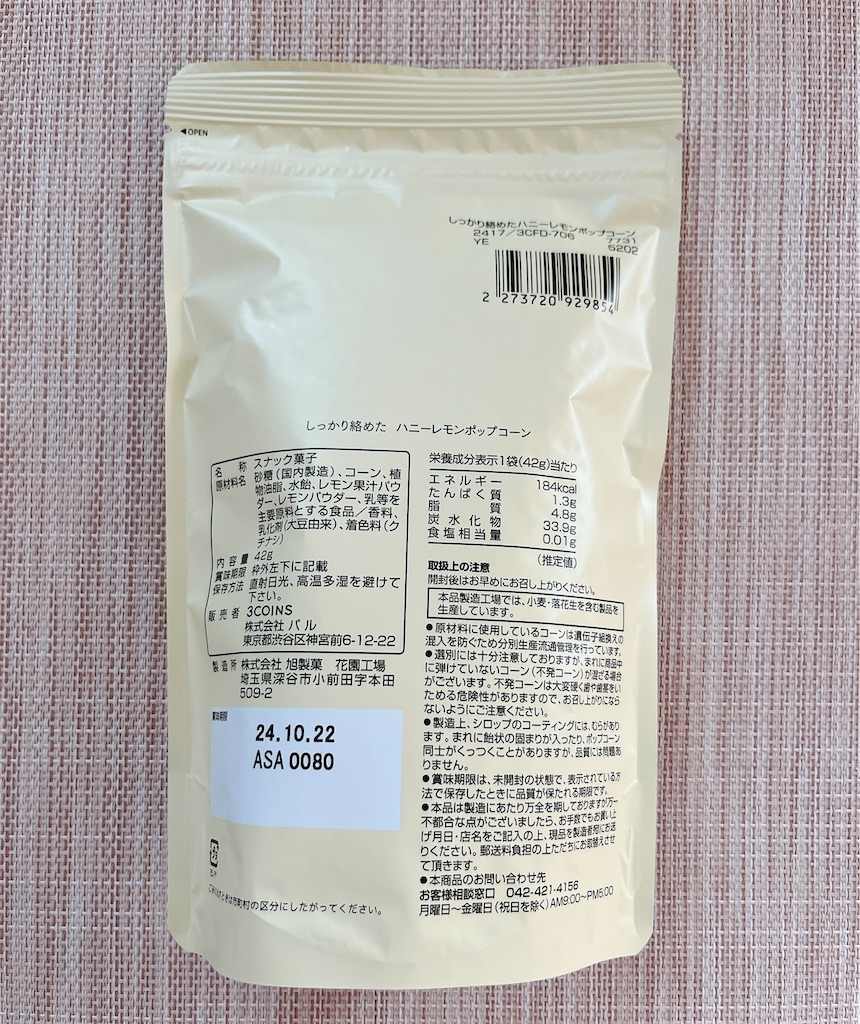 ◀OPEN
しっかり絡めたハニーレモンポップコーン
2417／3CFD-706 7731
YE 5202
2 273720 929854
しっかり絡めた ハニーレモンポップコーン
名 称 スナック菓子
原材料名 砂糖(国内製造)、コーン、植
物油脂、水飴、レモン果汁パウ
ダー、レモンパウダー、乳等を
主要原料とする食品／香料、
乳化剤(大豆由来)、着色料(ク
チナシ)
内 容 量 42g
賞味期限 枠外左下に記載
保存方法 直射日光、高温多湿を避けて
下さい。
販 売 者 3COINS
株式会社 パル
東京都渋谷区神宮前6-12-22
製 造 所 株式会社 旭製菓 花園工場
埼玉県深谷市小前田字本田
509-2
賞味期限
24.10.22
ASA 0080
栄養成分表示1袋(42g)当たり
エネルギー 184kcal
たんぱく質 1.3g
脂 質 4.8g
炭水化物 33.9g
食塩相当量 0.01g
(推定値)
取扱上の注意
開封後はお早めにお召し上がりください。
本品製造工場では、小麦・落花生を含む製品を
生産しています。
●原材料に使用しているコーンは遺伝子組換えの
混入を防ぐため分別生産流通管理を行っています。
●選別には十分注意しておりますが、まれに商品中
に弾けていないコーン(不発コーン)が混ざる場合
がございます。不発コーンは大変硬く歯や歯茎をい
ためる危険性がありますので、お召し上がりになら
ないようにご注意ください。
●製造上、シロップのコーティングには、むらがあり
ます。まれに飴状の固まりが入ったり、ポップコーン
同士がくっつくことがありますが、品質には問題あ
りません。
●賞味期限は、未開封の状態で、表示されている方
法で保存したときに品質が保たれる期限です。
●本品は製造にあたり万全を期しておりますが万一
不都合な点がございましたら、お手数でもお買い上
げ月日・店名をご記入の上、現品を製造者宛にお送
りください。郵送料負担の上ただちにお取替えさせ
て頂きます。
●本商品のお問い合わせ先
お客様相談窓口 042-421-4156
月曜日～金曜日(祝日を除く)AM9:00～PM5:00
市町村の区分にしたがってください。